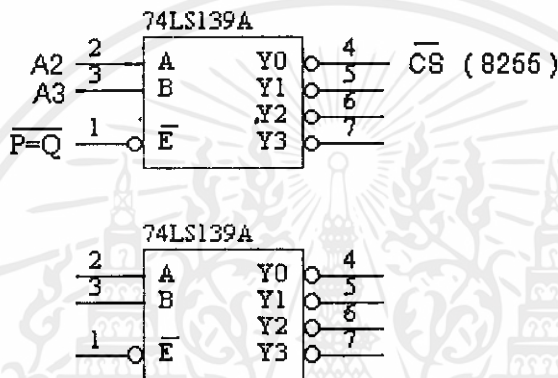 74LS139A
A2 2 A Y0 4 CS (8255)
A3 3 B Y1 5
Y2 6
P=Q 1 E Y3 7
74LS139A
2 A Y0 4
3 B Y1 5
Y2 6
1 E Y3 7